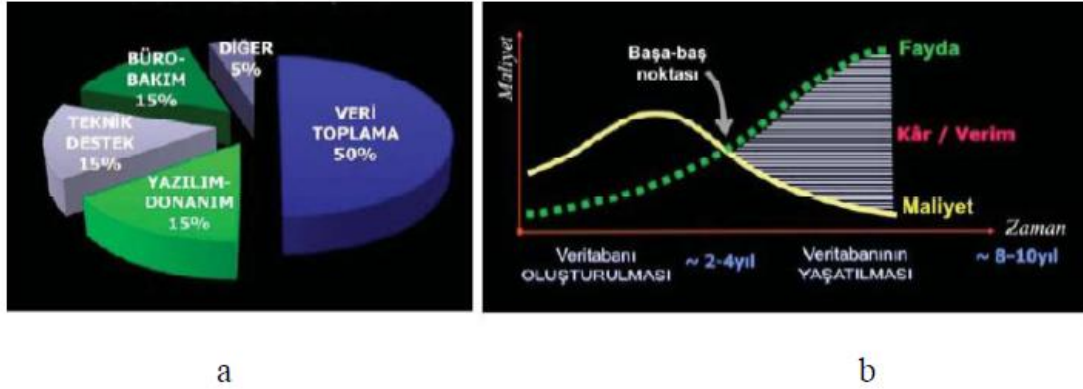 DİĞER
5%
BÜRO-
BAKIM
15%
TEKNİK
DESTEK
15%
YAZILIM-
DONANIM
15%
VERİ
TOPLAMA
50%
Maliyet
Başa-baş
noktası
Fayda
Kâr / Verim
Maliyet
Zaman
Veritabanı
OLUŞTURULMASI
~ 2-4yıl
Veritabanının
YAŞATILMASI
~ 8-10yıl
a
b